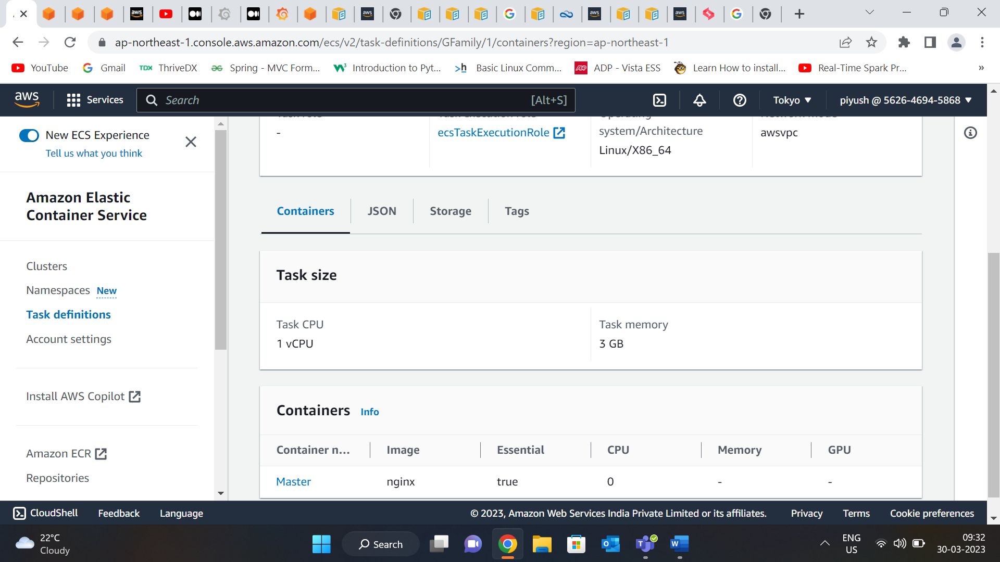 ap-northeast-1.console.aws.amazon.com/ecs/v2/task-definitions/GFamily/1/containers?region=ap-northeast-1
YouTube
Gmail
TDX ThriveDX
Spring - MVC Form...
Introduction to Pyt...
>h Basic Linux Comm...
ADP - Vista ESS
Learn How to install...
Real-Time Spark Pr...
»
aws
Services
Search
[Alt+S]
Tokyo
piyush @ 5626-4694-5868
New ECS Experience
Tell us what you think
Amazon Elastic
Container Service
Clusters
Namespaces New
Task definitions
Account settings
Install AWS Copilot
Amazon ECR
Repositories
-
ecsTaskExecutionRole
system/Architecture
Linux/X86_64
awsvpc
Containers
JSON
Storage
Tags
Task size
Task CPU
1 vCPU
Task memory
3 GB
Containers Info
Container n...
Image
Essential
CPU
Memory
GPU
Master
nginx
true
0
-
-
CloudShell
Feedback
Language
© 2023, Amazon Web Services India Private Limited or its affiliates.
Privacy
Terms
Cookie preferences
22°C
Cloudy
Search
ENG
US
09:32
30-03-2023